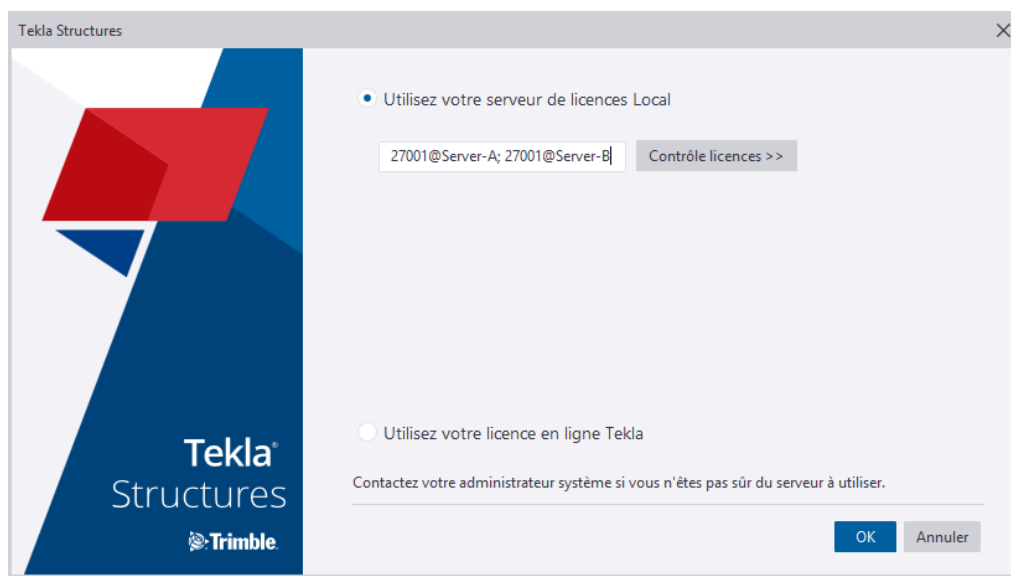 Tekla Structures
Utilisez votre serveur de licences Local
27001@Server-A; 27001@Server-B
Contrôle licences >>
Utilisez votre licence en ligne Tekla
Contactez votre administrateur système si vous n'êtes pas sûr du serveur à utiliser.
Tekla®
Structures
Trimble.
OK
Annuler